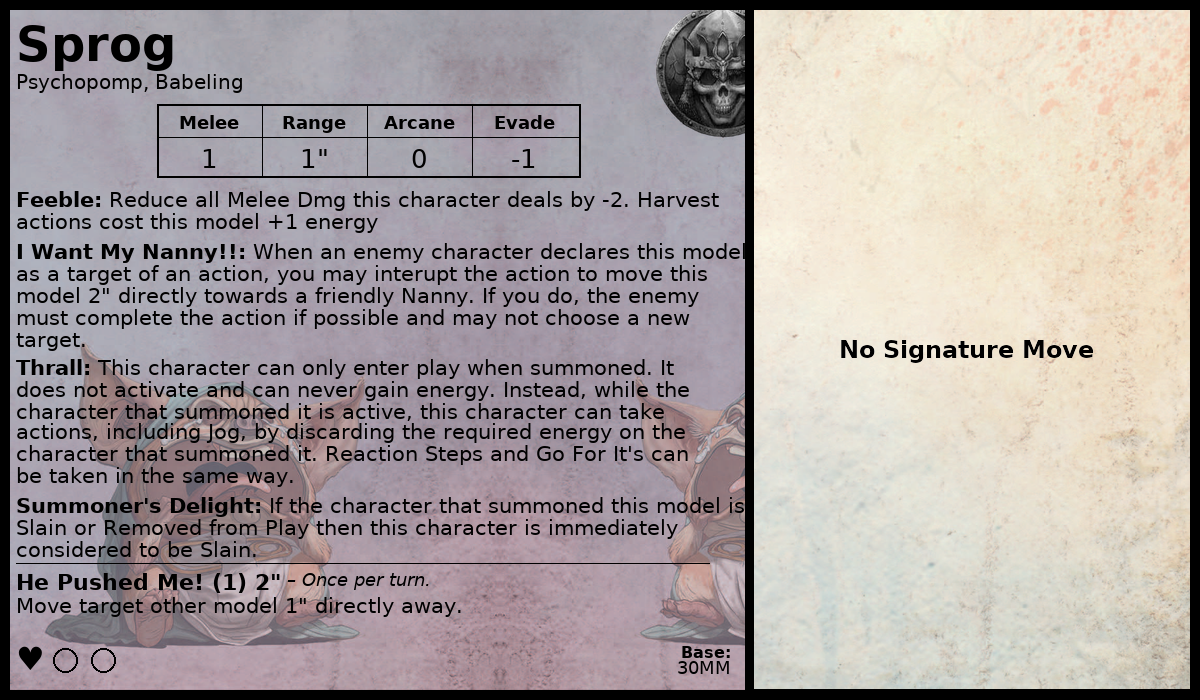 Sprog
Psychopomp, Babeling
Melee Range Arcane Evade
1 1" 0 -1
Feeble: Reduce all Melee Dmg this character deals by -2. Harvest
actions cost this model +1 energy
I Want My Nanny!!: When an enemy character declares this model
as a target of an action, you may interupt the action to move this
model 2" directly towards a friendly Nanny. If you do, the enemy
must complete the action if possible and may not choose a new
target.
Thrall: This character can only enter play when summoned. It
does not activate and can never gain energy. Instead, while the
character that summoned it is active, this character can take
actions, including Jog, by discarding the required energy on the
character that summoned it. Reaction Steps and Go For It's can
be taken in the same way.
Summoner's Delight: If the character that summoned this model is
Slain or Removed from Play then this character is immediately
considered to be Slain.
He Pushed Me! (1) 2" – Once per turn.
Move target other model 1" directly away.
Base:
30MM
No Signature Move